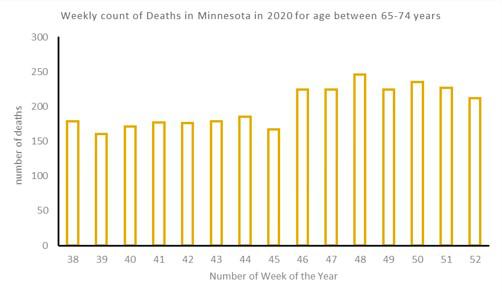 Weekly count of Deaths in Minnesota in 2020 for age between 65-74 years
number of deaths
300
250
200
150
100
50
0
38 39 40 41 42 43 44 45 46 47 48 49 50 51 52
Number of Week of the Year